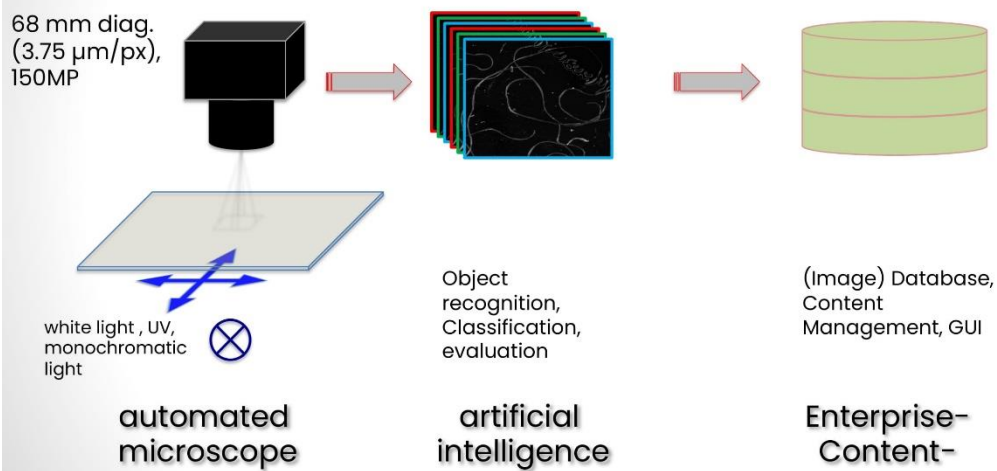 68 mm diag.
(3.75 µm/px),
150MP
white light , UV,
monochromatic
light
Object
recognition,
Classification,
evaluation
(Image) Database,
Content
Management, GUI
automated
microscope
artificial
intelligence
Enterprise-
Content-